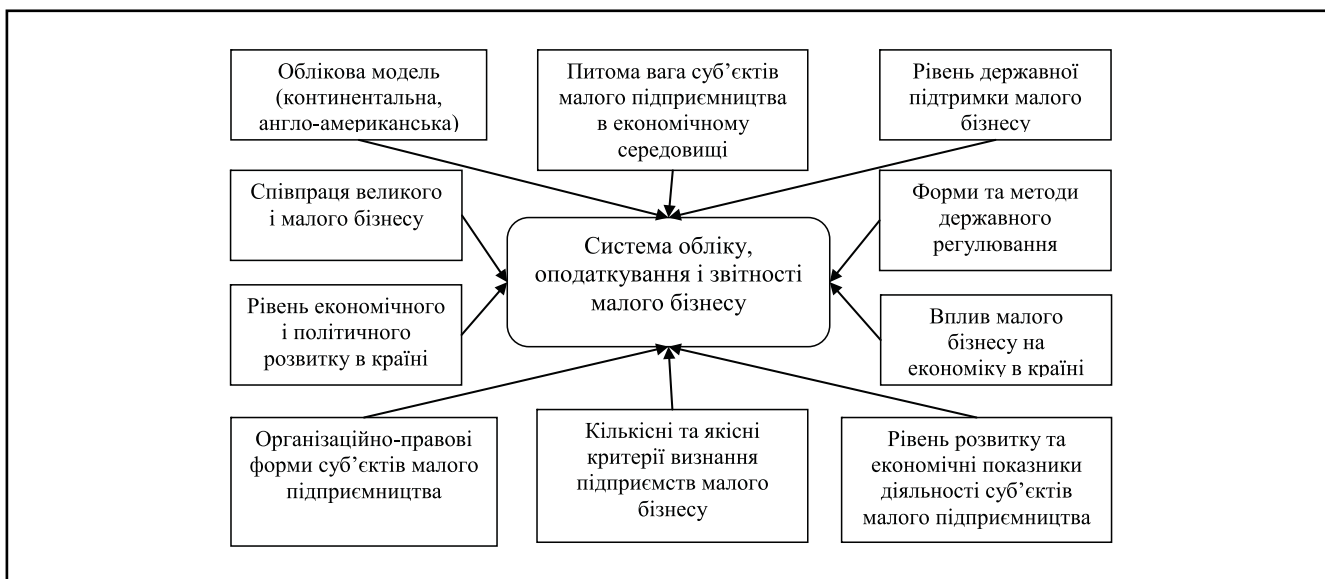 Облікова модель
(континентальна,
англо-американська)
Питома вага суб’єктів
малого підприємництва
в економічному
середовищі
Рівень державної
підтримки малого
бізнесу
Співпраця великого
і малого бізнесу
Форми та методи
державного
регулювання
Система обліку,
оподаткування і звітності
малого бізнесу
Рівень економічного
і політичного
розвитку в країні
Вплив малого
бізнесу на
економіку в країні
Організаційно-правові
форми суб’єктів малого
підприємництва
Кількісні та якісні
критерії визнання
підприємств малого
бізнесу
Рівень розвитку та
економічні показники
діяльності суб’єктів
малого підприємництва